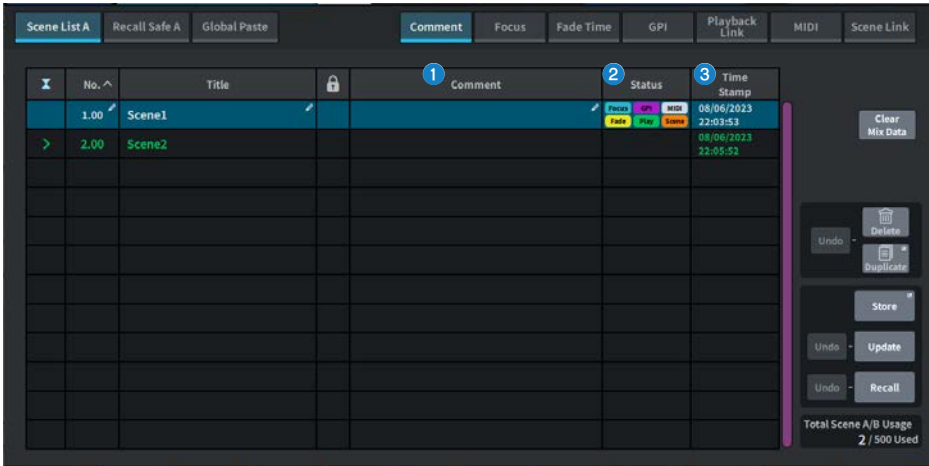 Scene List A Recall Safe A Global Paste Comment Focus Fade Time GPI Playback Link MIDI Scene Link
No. Title 1 Comment 2 Status 3 Time Stamp
1.00 Scene1 Focus GPI MIDI 08/06/2023
Fade Play Scene 22:03:53
> 2.00 Scene2 08/06/2023
22:05:52
Clear
Mix Data
Delete
Undo -
Duplicate
Store
Undo - Update
Undo - Recall
Total Scene A/B Usage
2 / 500 Used